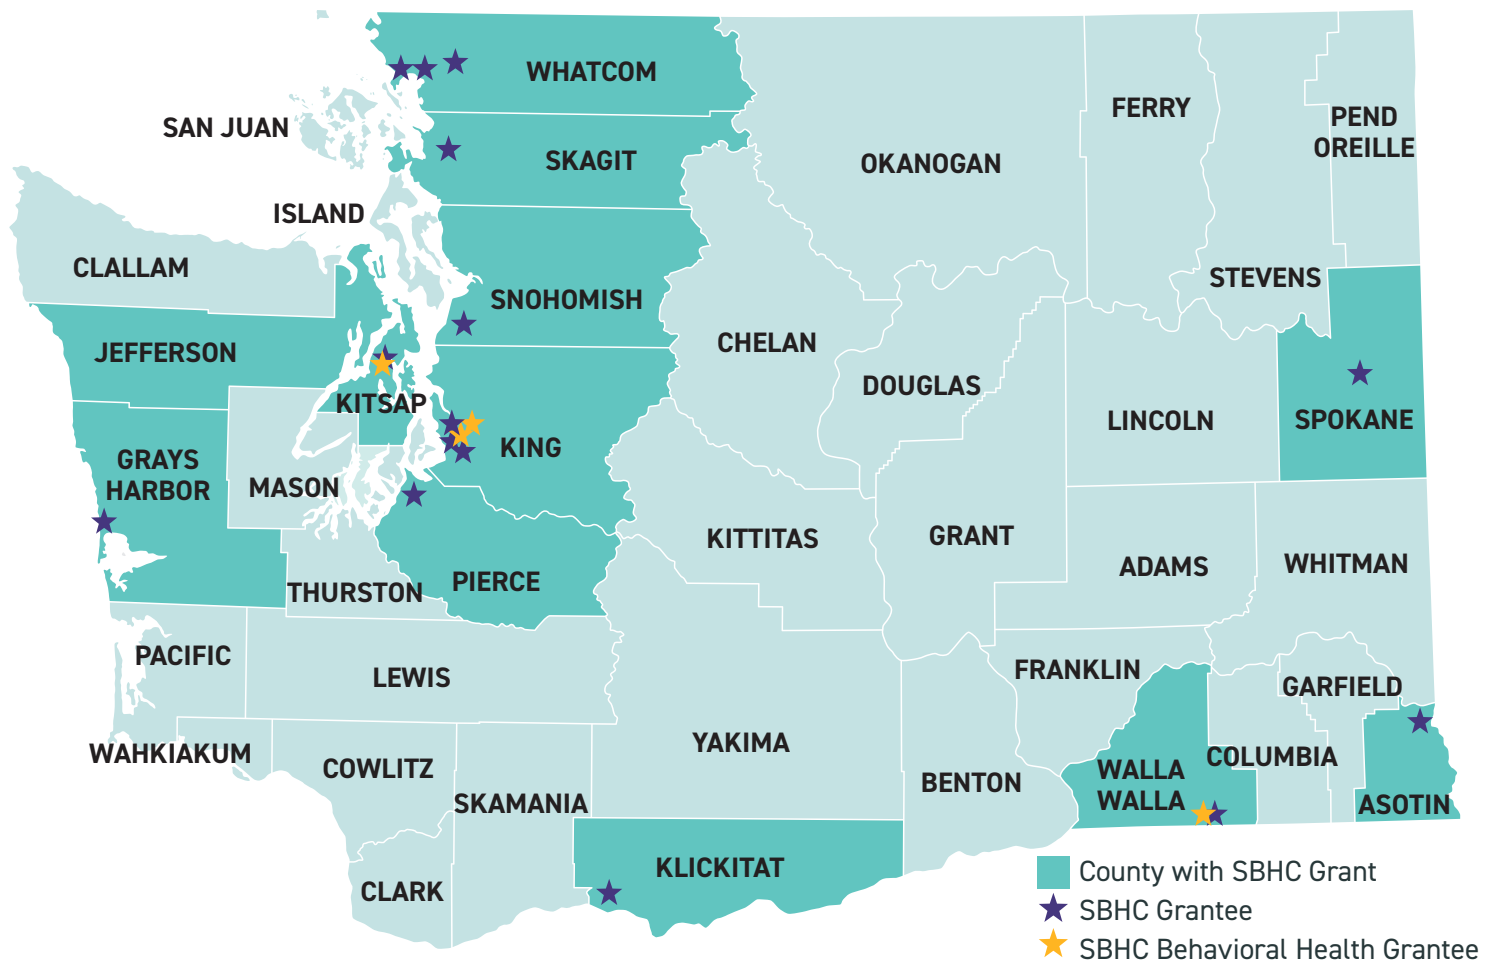 WHATCOM
SAN JUAN
SKAGIT
ISLAND
CLALLAM
SNOHOMISH
JEFFERSON
KITSAP
KING
GRAYS
HARBOR
MASON
PIERCE
THURSTON
PACIFIC
LEWIS
WAHKIAKUM
COWLITZ
SKAMANIA
CLARK
KLICKITAT
YAKIMA
KITTITAS
CHELAN
DOUGLAS
OKANOGAN
FERRY
STEVENS
PEND
OREILLE
LINCOLN
SPOKANE
GRANT
ADAMS
WHITMAN
FRANKLIN
BENTON
WALLA
WALLA
COLUMBIA
GARFIELD
ASOTIN
County with SBHC Grant
SBHC Grantee
SBHC Behavioral Health Grantee